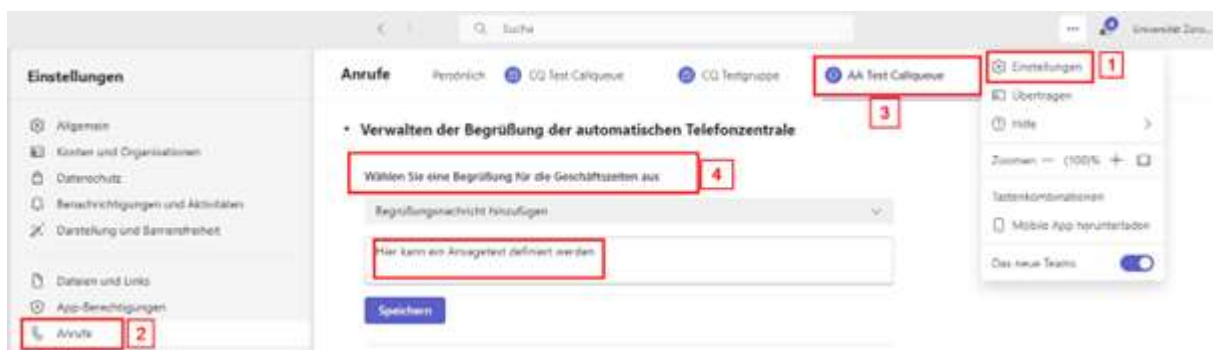 Suche
Universität Züric...
Einstellungen
Allgemein
Konten und Organisationen
Datenschutz
Benachrichtigungen und Aktivitäten
Darstellung und Barrierefreiheit
Dateien und Links
App-Berechtigungen
Anrufe
2
Anrufe
Persönlich
CQ Test Callqueue
CQ Testgruppe
AA Test Callqueue
3
Verwalten der Begrüßung der automatischen Telefonzentrale
Wählen Sie eine Begrüßung für die Geschäftszeiten aus
4
Begrüßungsnachricht hinzufügen
Hier kann ein Ansagetext definiert werden
Speichern
Einstellungen
1
Übertragen
Hilfe
Zoomen — (100%) +
Tastenkombinationen
Mobile App herunterladen
Das neue Teams